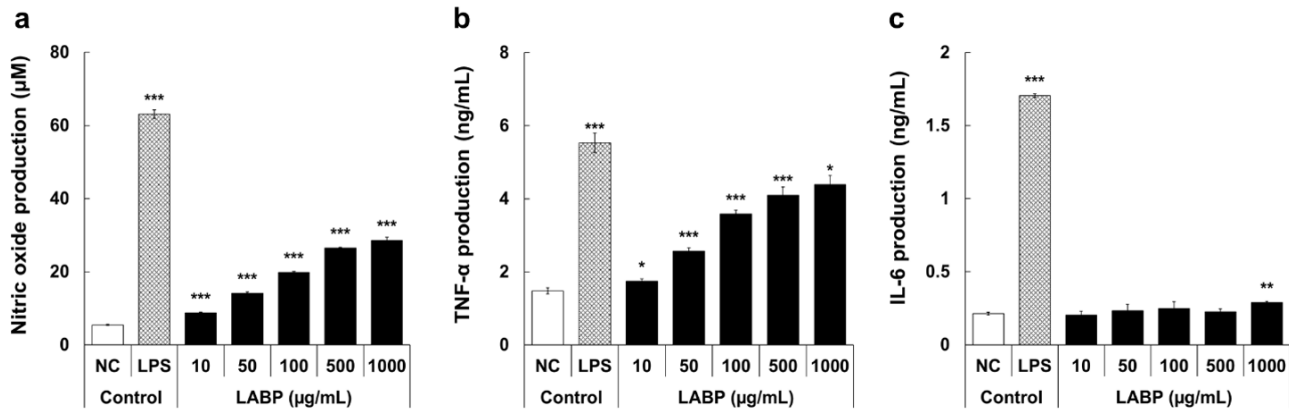 a
Nitric oxide production (µM)
80
60
40
20
0
***
***
***
***
***
***
NC LPS 10 50 100 500 1000
Control LABP (µg/mL)
b
TNF-α production (ng/mL)
8
6
4
2
0
***
*
***
***
***
*
NC LPS 10 50 100 500 1000
Control LABP (µg/mL)
c
IL-6 production (ng/mL)
2
1.5
1
0.5
0
***
**
NC LPS 10 50 100 500 1000
Control LABP (µg/mL)